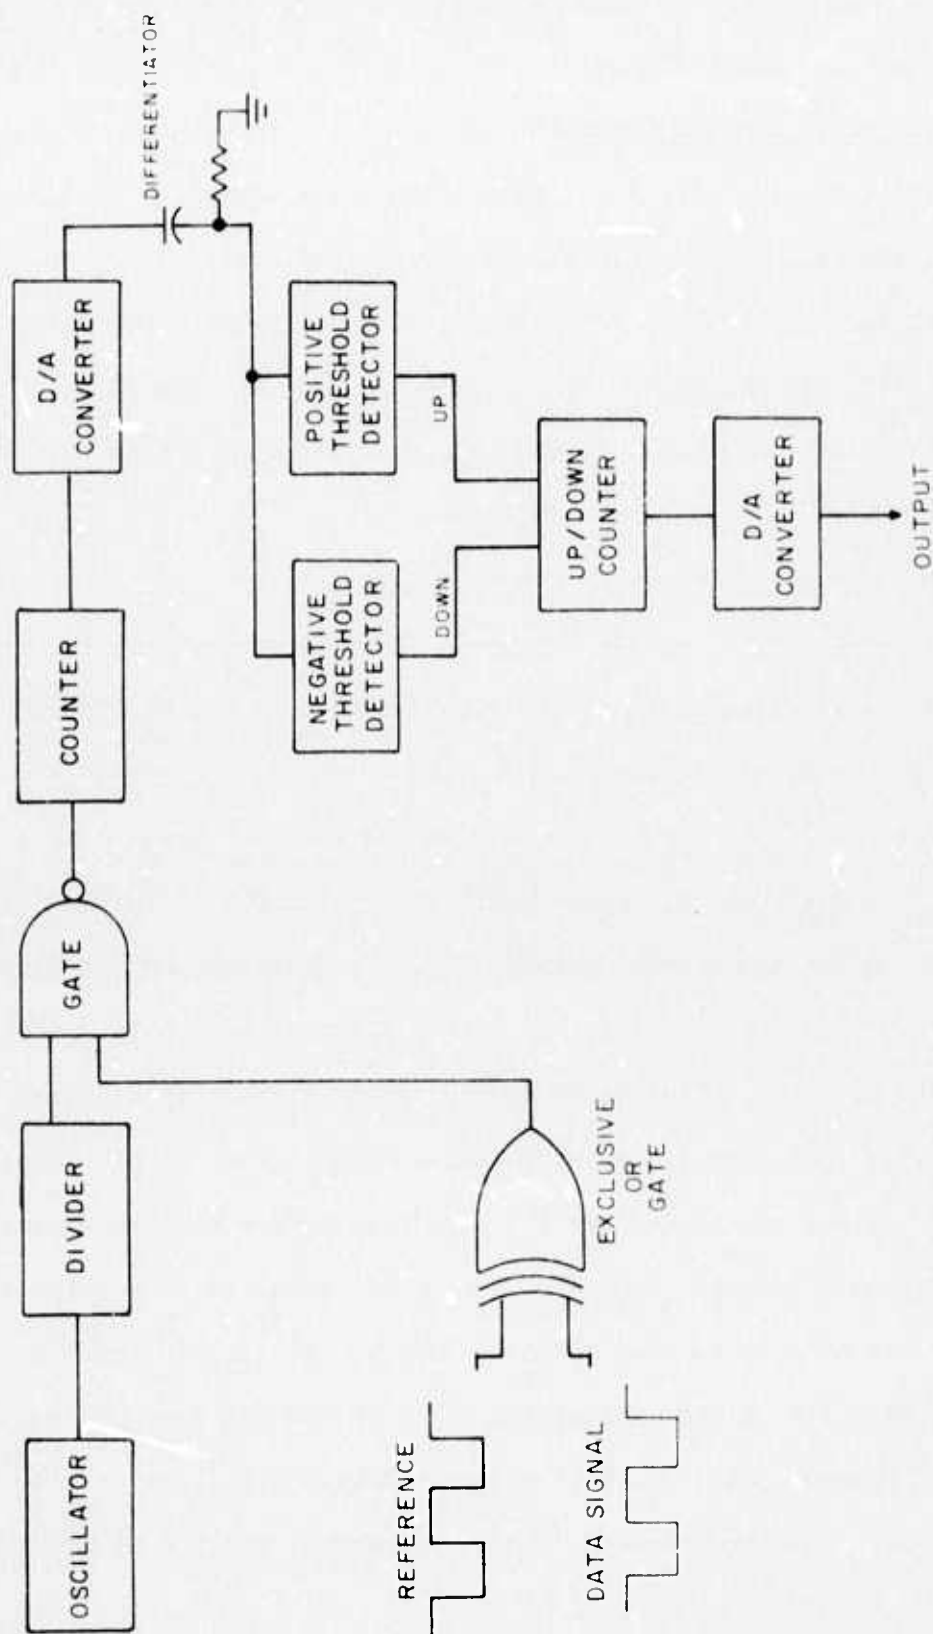 OSCILLATOR
DIVIDER
GATE
COUNTER
D/A
CONVERTER
DIFFERENTIATOR
REFERENCE
DATA SIGNAL
EXCLUSIVE
OR
GATE
NEGATIVE
THRESHOLD
DETECTOR
POSITIVE
THRESHOLD
DETECTOR
DOWN
UP
UP/DOWN
COUNTER
D/A
CONVERTER
OUTPUT